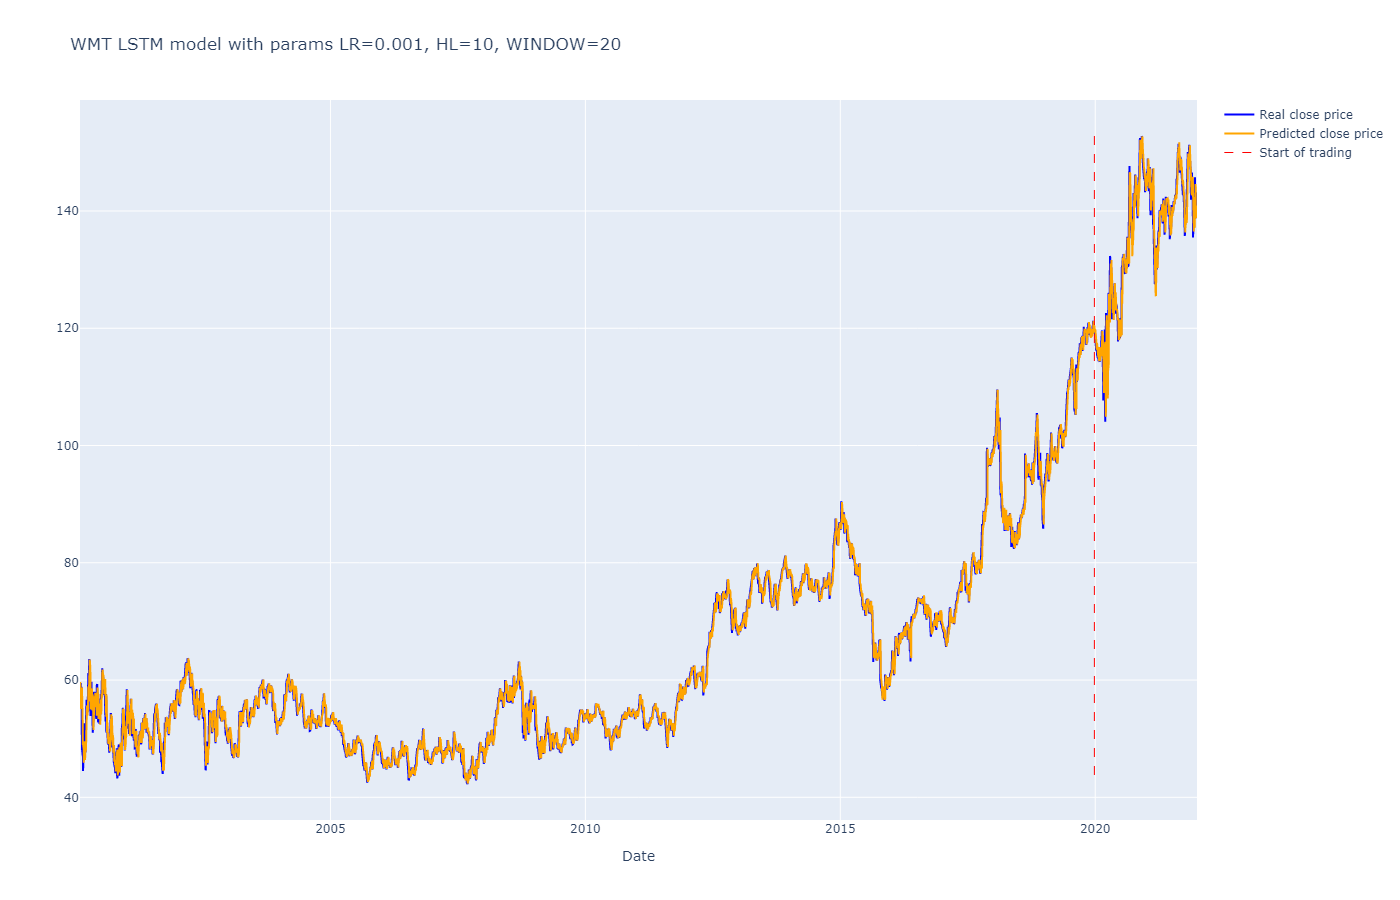 WMT LSTM model with params LR=0.001, HL=10, WINDOW=20
Real close price
Predicted close price
Start of trading
140
120
100
80
60
40
2005
2010
2015
2020
Date